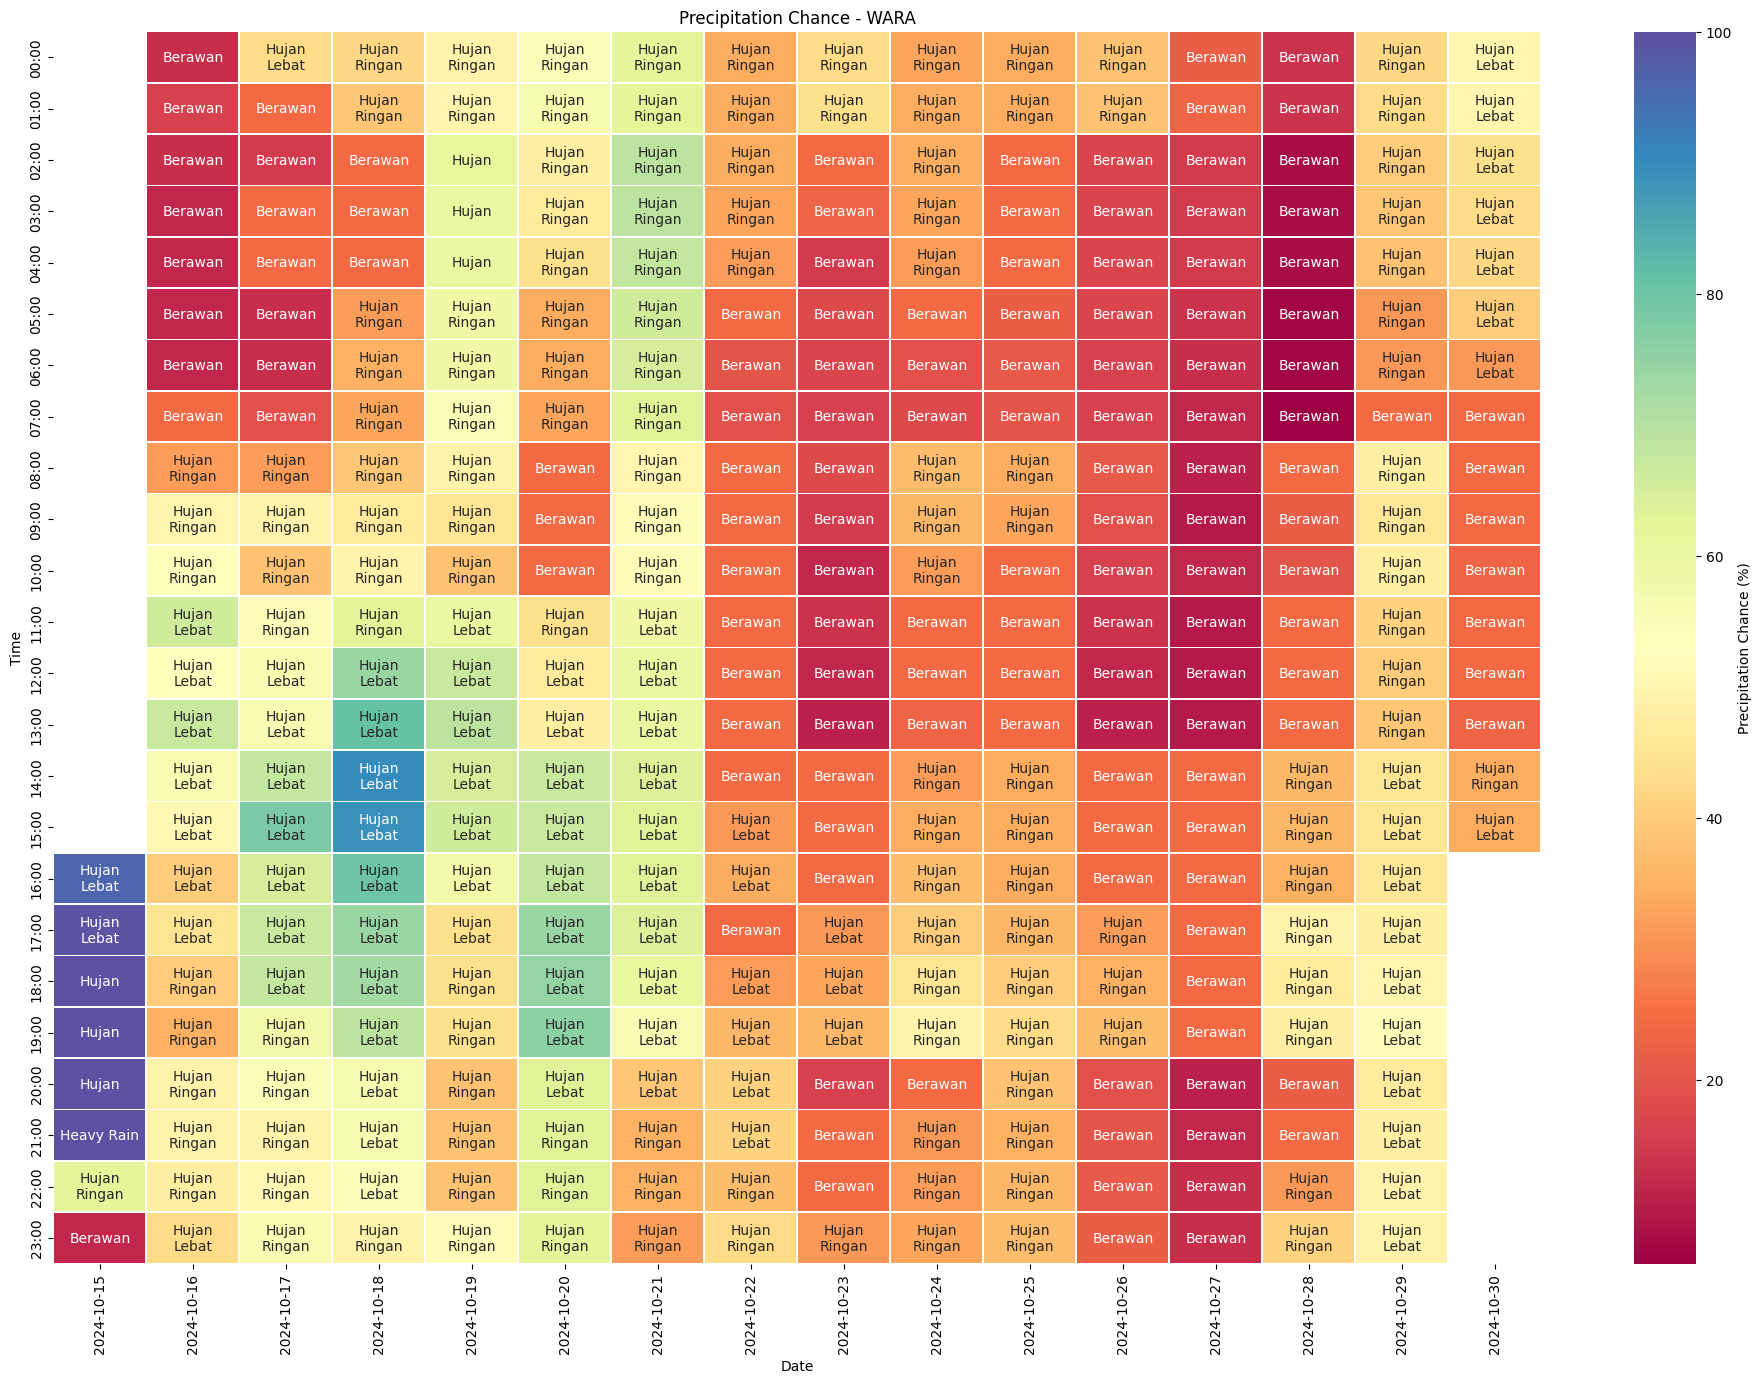 Precipitation Chance - WARA
00:00 Berawan Hujan Lebat Hujan Ringan Hujan Ringan Hujan Ringan Hujan Ringan Hujan Ringan Hujan Ringan Hujan Ringan Hujan Ringan Hujan Ringan Berawan Berawan Hujan Ringan Hujan Lebat
01:00 Berawan Berawan Hujan Ringan Hujan Ringan Hujan Ringan Hujan Ringan Hujan Ringan Hujan Ringan Hujan Ringan Hujan Ringan Hujan Ringan Berawan Berawan Hujan Ringan Hujan Lebat
02:00 Berawan Berawan Berawan Hujan Hujan Ringan Hujan Ringan Hujan Ringan Berawan Hujan Ringan Berawan Berawan Berawan Berawan Hujan Ringan Hujan Lebat
03:00 Berawan Berawan Berawan Hujan Hujan Ringan Hujan Ringan Hujan Ringan Berawan Hujan Ringan Berawan Berawan Berawan Berawan Hujan Ringan Hujan Lebat
04:00 Berawan Berawan Berawan Hujan Hujan Ringan Hujan Ringan Hujan Ringan Berawan Hujan Ringan Berawan Berawan Berawan Berawan Hujan Ringan Hujan Lebat
05:00 Berawan Berawan Hujan Ringan Hujan Ringan Hujan Ringan Hujan Ringan Berawan Berawan Berawan Berawan Berawan Berawan Berawan Hujan Ringan Hujan Lebat
06:00 Berawan Berawan Hujan Ringan Hujan Ringan Hujan Ringan Hujan Ringan Berawan Berawan Berawan Berawan Berawan Berawan Berawan Hujan Ringan Hujan Lebat
07:00 Berawan Berawan Hujan Ringan Hujan Ringan Hujan Ringan Hujan Ringan Berawan Berawan Berawan Berawan Berawan Berawan Berawan Berawan Berawan
08:00 Hujan Ringan Hujan Ringan Hujan Ringan Hujan Ringan Berawan Hujan Ringan Berawan Berawan Hujan Ringan Hujan Ringan Berawan Berawan Berawan Hujan Ringan Berawan
09:00 Hujan Ringan Hujan Ringan Hujan Ringan Hujan Ringan Berawan Hujan Ringan Berawan Berawan Hujan Ringan Hujan Ringan Berawan Berawan Berawan Hujan Ringan Berawan
10:00 Hujan Ringan Hujan Ringan Hujan Ringan Hujan Ringan Berawan Hujan Ringan Berawan Berawan Hujan Ringan Berawan Berawan Berawan Berawan Hujan Ringan Berawan
11:00 Hujan Lebat Hujan Ringan Hujan Ringan Hujan Lebat Hujan Ringan Hujan Lebat Berawan Berawan Berawan Berawan Berawan Berawan Berawan Hujan Ringan Berawan
12:00 Hujan Lebat Hujan Lebat Hujan Lebat Hujan Lebat Hujan Lebat Hujan Lebat Berawan Berawan Berawan Berawan Berawan Berawan Berawan Hujan Ringan Berawan
13:00 Hujan Lebat Hujan Lebat Hujan Lebat Hujan Lebat Hujan Lebat Hujan Lebat Berawan Berawan Berawan Berawan Berawan Berawan Berawan Hujan Ringan Berawan
14:00 Hujan Lebat Hujan Lebat Hujan Lebat Hujan Lebat Hujan Lebat Hujan Lebat Berawan Berawan Hujan Ringan Hujan Ringan Berawan Berawan Hujan Ringan Hujan Lebat Hujan Ringan
15:00 Hujan Lebat Hujan Lebat Hujan Lebat Hujan Lebat Hujan Lebat Hujan Lebat Hujan Lebat Berawan Hujan Ringan Hujan Ringan Berawan Berawan Hujan Ringan Hujan Lebat Hujan Lebat
16:00 Hujan Lebat Hujan Lebat Hujan Lebat Hujan Lebat Hujan Lebat Hujan Lebat Hujan Lebat Hujan Lebat Berawan Hujan Ringan Hujan Ringan Berawan Berawan Hujan Ringan Hujan Lebat
17:00 Hujan Lebat Hujan Lebat Hujan Lebat Hujan Lebat Hujan Lebat Hujan Lebat Hujan Lebat Berawan Hujan Lebat Hujan Ringan Hujan Ringan Hujan Ringan Berawan Hujan Ringan Hujan Lebat
18:00 Hujan Hujan Ringan Hujan Lebat Hujan Lebat Hujan Ringan Hujan Lebat Hujan Lebat Hujan Lebat Hujan Lebat Hujan Ringan Hujan Ringan Hujan Ringan Berawan Hujan Ringan Hujan Lebat
19:00 Hujan Hujan Ringan Hujan Ringan Hujan Lebat Hujan Ringan Hujan Lebat Hujan Lebat Hujan Lebat Hujan Lebat Hujan Ringan Hujan Ringan Hujan Ringan Berawan Hujan Ringan Hujan Lebat
20:00 Hujan Hujan Ringan Hujan Ringan Hujan Lebat Hujan Ringan Hujan Lebat Hujan Lebat Hujan Lebat Berawan Berawan Hujan Ringan Berawan Berawan Berawan Hujan Lebat
21:00 Heavy Rain Hujan Ringan Hujan Ringan Hujan Lebat Hujan Ringan Hujan Ringan Hujan Ringan Hujan Lebat Berawan Hujan Ringan Hujan Ringan Berawan Berawan Berawan Hujan Lebat
22:00 Hujan Ringan Hujan Ringan Hujan Ringan Hujan Lebat Hujan Ringan Hujan Ringan Hujan Ringan Hujan Ringan Berawan Hujan Ringan Hujan Ringan Berawan Berawan Hujan Ringan Hujan Lebat
23:00 Berawan Hujan Lebat Hujan Ringan Hujan Ringan Hujan Ringan Hujan Ringan Hujan Ringan Hujan Ringan Hujan Ringan Hujan Ringan Hujan Ringan Berawan Berawan Hujan Ringan Hujan Lebat
Time
2024-10-15 2024-10-16 2024-10-17 2024-10-18 2024-10-19 2024-10-20 2024-10-21 2024-10-22 2024-10-23 2024-10-24 2024-10-25 2024-10-26 2024-10-27 2024-10-28 2024-10-29 2024-10-30
Date
100
80
60
40
20
Precipitation Chance (%)